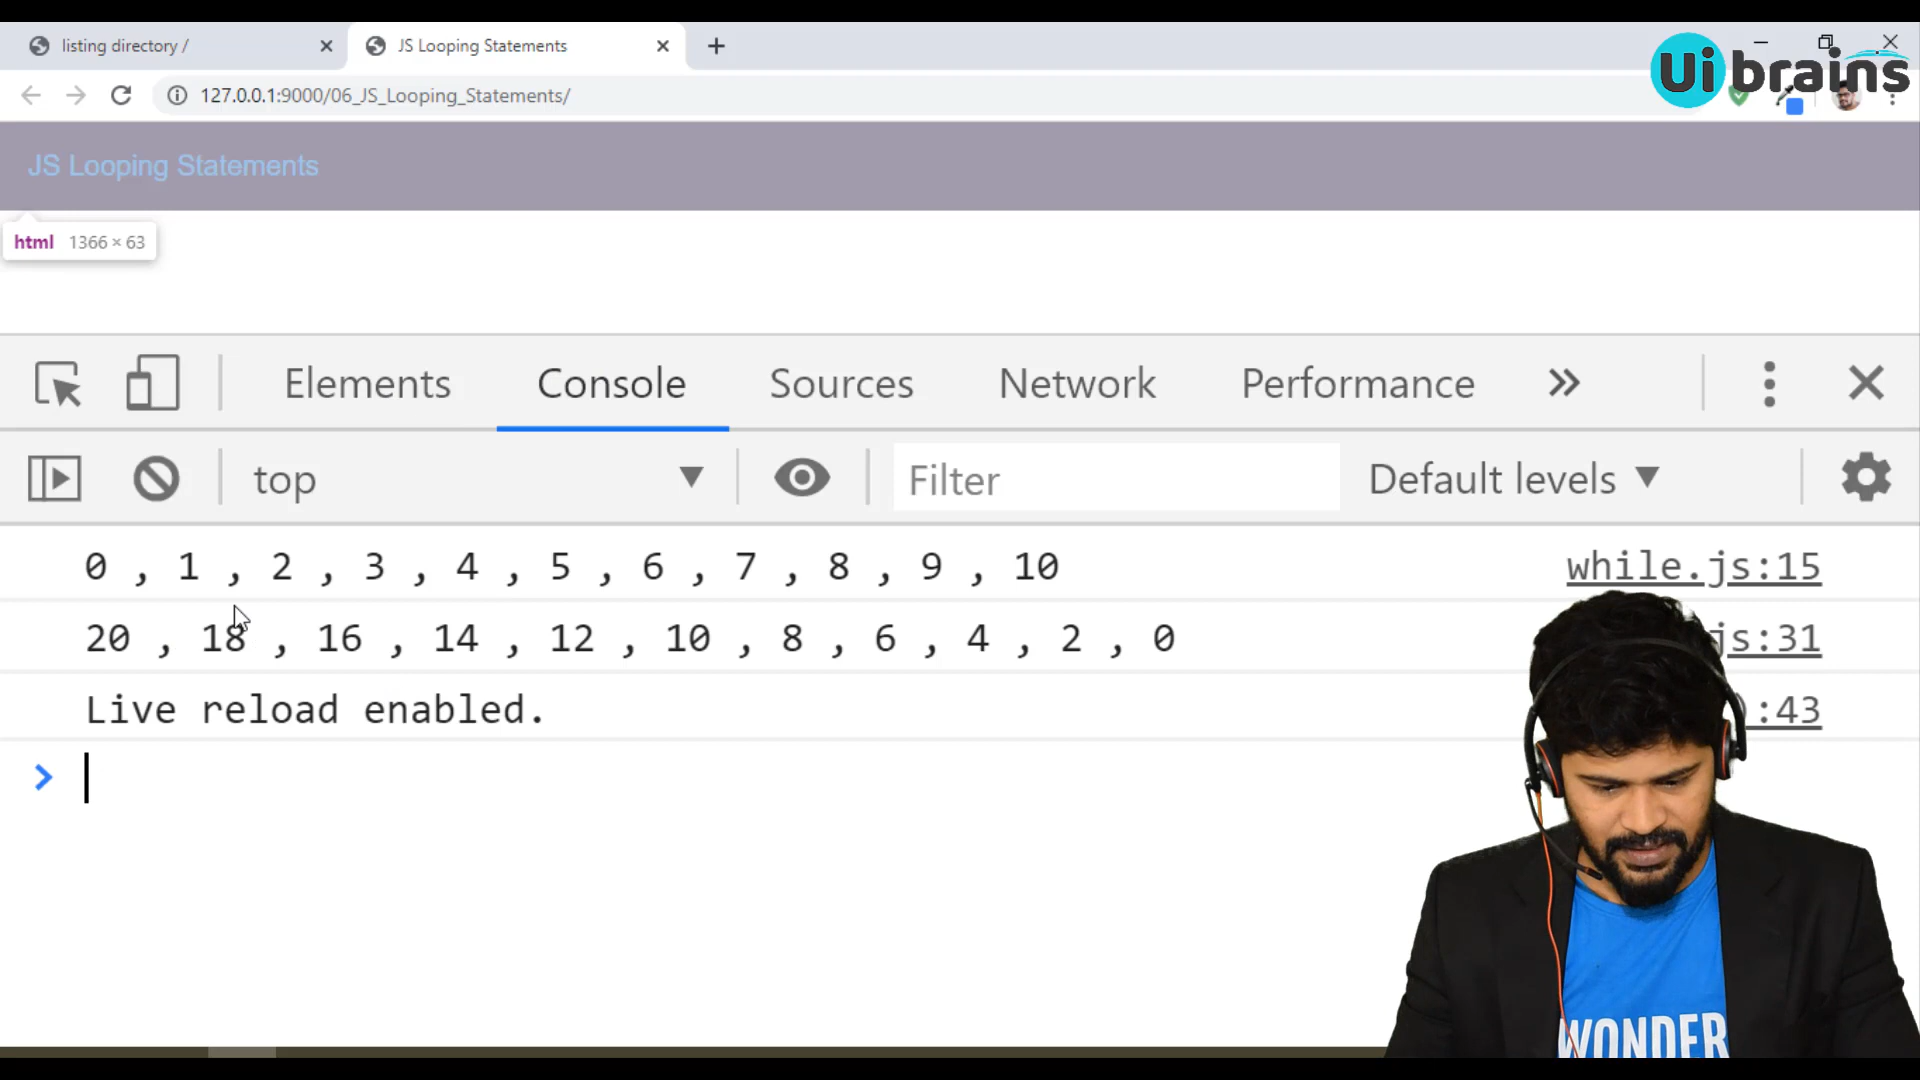 listing directory /
JS Looping Statements
Uibrains
127.0.0.1:9000/06_JS_Looping_Statements/
JS Looping Statements
html 1366 × 63
Elements Console Sources Network Performance
top Filter Default levels
0 , 1 , 2 , 3 , 4 , 5 , 6 , 7 , 8 , 9 , 10 while.js:15
20 , 18 , 16 , 14 , 12 , 10 , 8 , 6 , 4 , 2 , 0 js:31
Live reload enabled. :43
WONDER